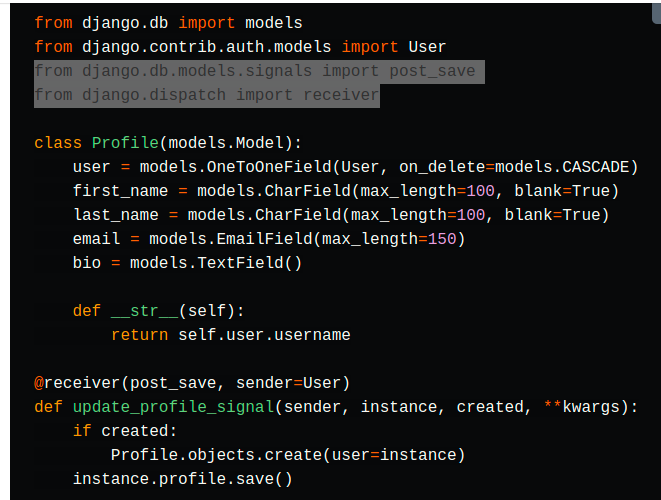 from django.db import models
from django.contrib.auth.models import User
from django.db.models.signals import post_save
from django.dispatch import receiver

class Profile(models.Model):
    user = models.OneToOneField(User, on_delete=models.CASCADE)
    first_name = models.CharField(max_length=100, blank=True)
    last_name = models.CharField(max_length=100, blank=True)
    email = models.EmailField(max_length=150)
    bio = models.TextField()

    def __str__(self):
        return self.user.username

@receiver(post_save, sender=User)
def update_profile_signal(sender, instance, created, **kwargs):
    if created:
        Profile.objects.create(user=instance)
    instance.profile.save()